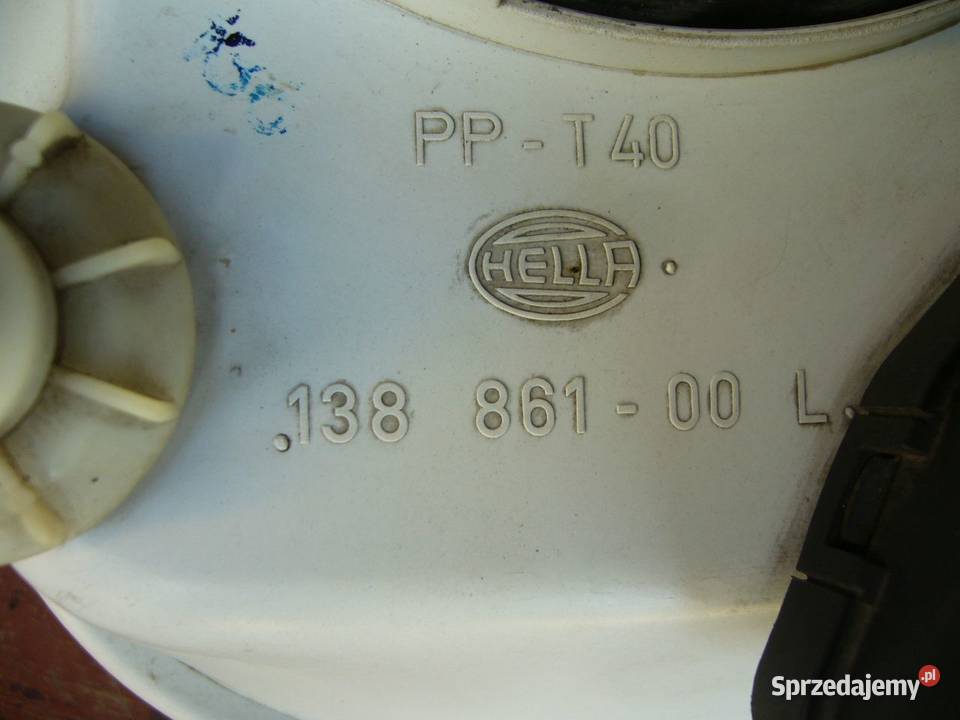 PP - T40
HELLA
138 861-00 L
Sprzedajemy.pl